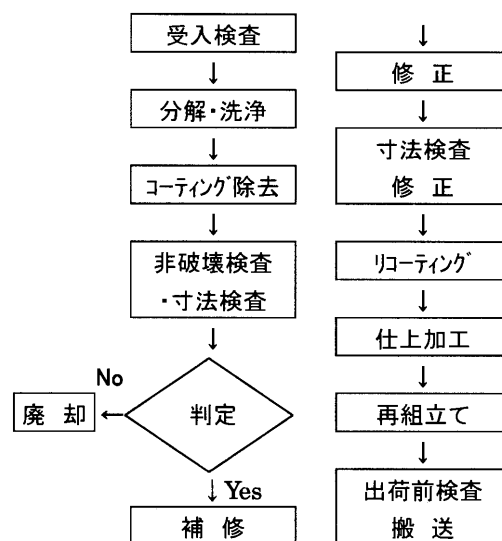 受入検査
分解・洗浄
コーティング除去
非破壊検査
・寸法検査
No
廃却
判定
Yes
補修
修正
寸法検査
修正
リコーティング
仕上加工
再組立て
出荷前検査
搬送